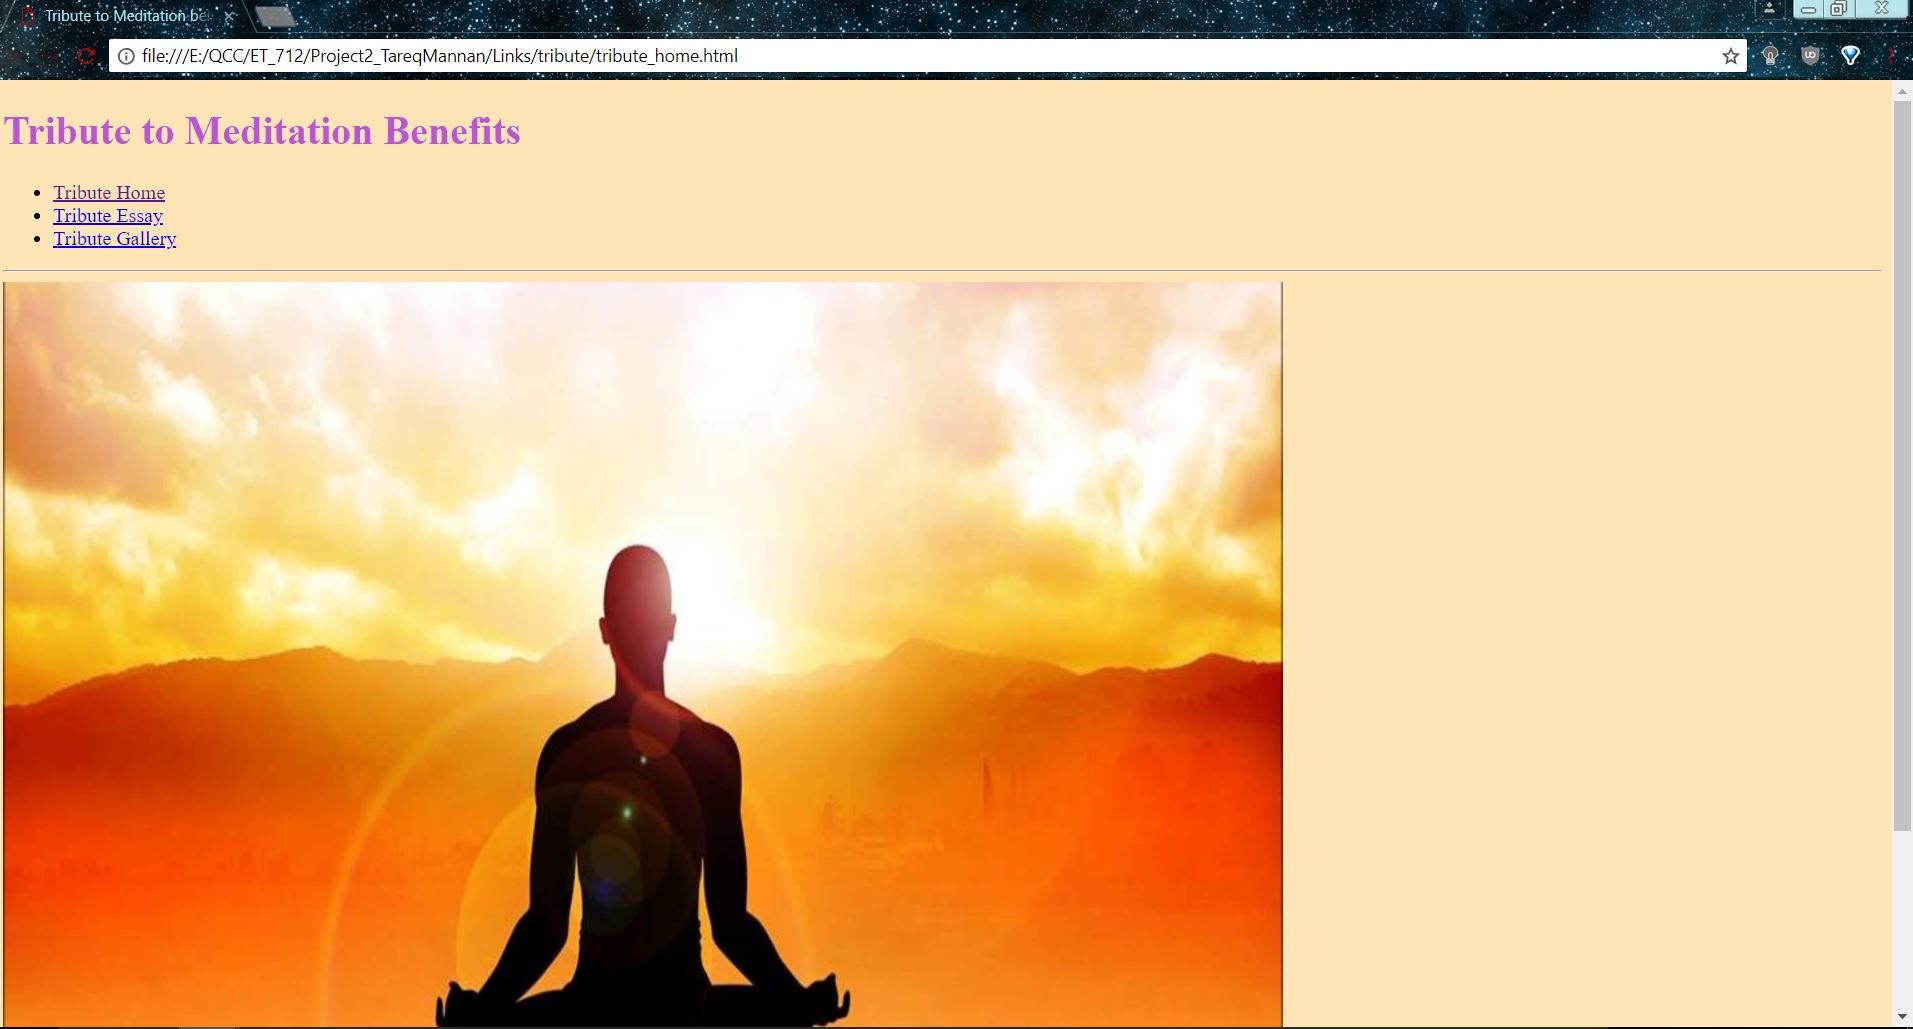 Tribute to Meditation be
file:///E:/QCC/ET_712/Project2_TareqMannan/Links/tribute/tribute_home.html
Tribute to Meditation Benefits
Tribute Home
Tribute Essay
Tribute Gallery